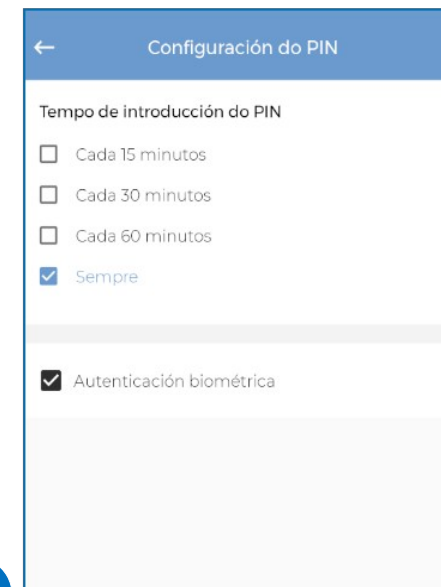 Configuración do PIN
Tempo de introducción do PIN
Cada 15 minutos
Cada 30 minutos
Cada 60 minutos
Sempre
Autenticación biométrica